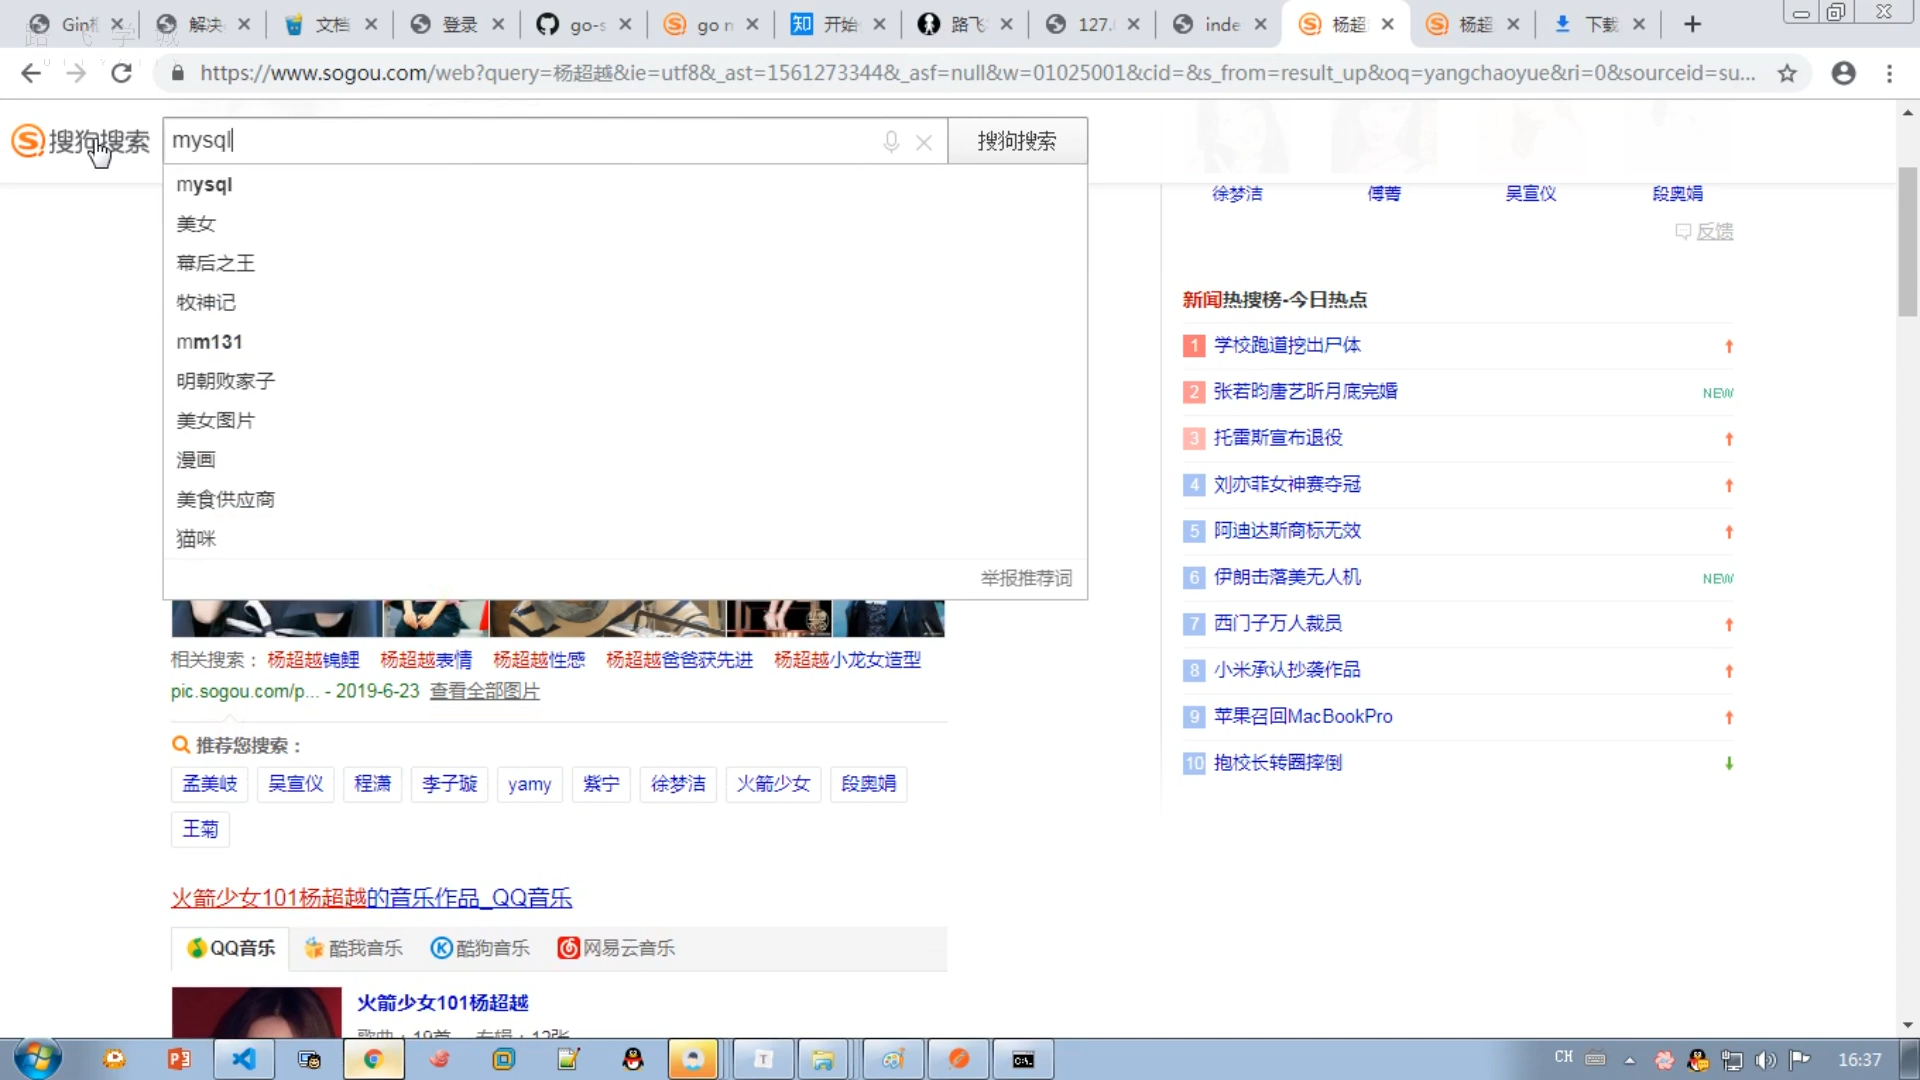 Gin 解决 文档 登录 go-s go n 开始 路飞 127. inde 杨超 杨超 下载
https://www.sogou.com/web?query=杨超越&ie=utf8&_ast=1561273344&_asf=null&w=01025001&cid=&s_from=result_up&oq=yangchaoyue&ri=0&sourceid=su...
搜狗搜索 mysql 搜狗搜索
mysql
美女
幕后之王
牧神记
mm131
明朝败家子
美女图片
漫画
美食供应商
猫咪
举报推荐词
徐梦洁 傅菁 吴宣仪 段奥娟
反馈
新闻热搜榜-今日热点
1 学校跑道挖出尸体
2 张若昀唐艺昕月底完婚 NEW
3 托雷斯宣布退役
4 刘亦菲女神赛夺冠
5 阿迪达斯商标无效
6 伊朗击落美无人机 NEW
7 西门子万人裁员
8 小米承认抄袭作品
9 苹果召回MacBookPro
10 抱校长转圈摔倒
相关搜索： 杨超越锦鲤 杨超越表情 杨超越性感 杨超越爸爸获先进 杨超越小龙女造型
pic.sogou.com/p... - 2019-6-23 查看全部图片
推荐您搜索：
孟美岐 吴宣仪 程潇 李子璇 yamy 紫宁 徐梦洁 火箭少女 段奥娟
王菊
火箭少女101杨超越的音乐作品_QQ音乐
QQ音乐 酷我音乐 酷狗音乐 网易云音乐
火箭少女101杨超越
歌曲：19首 专辑：12张
CH 16:37